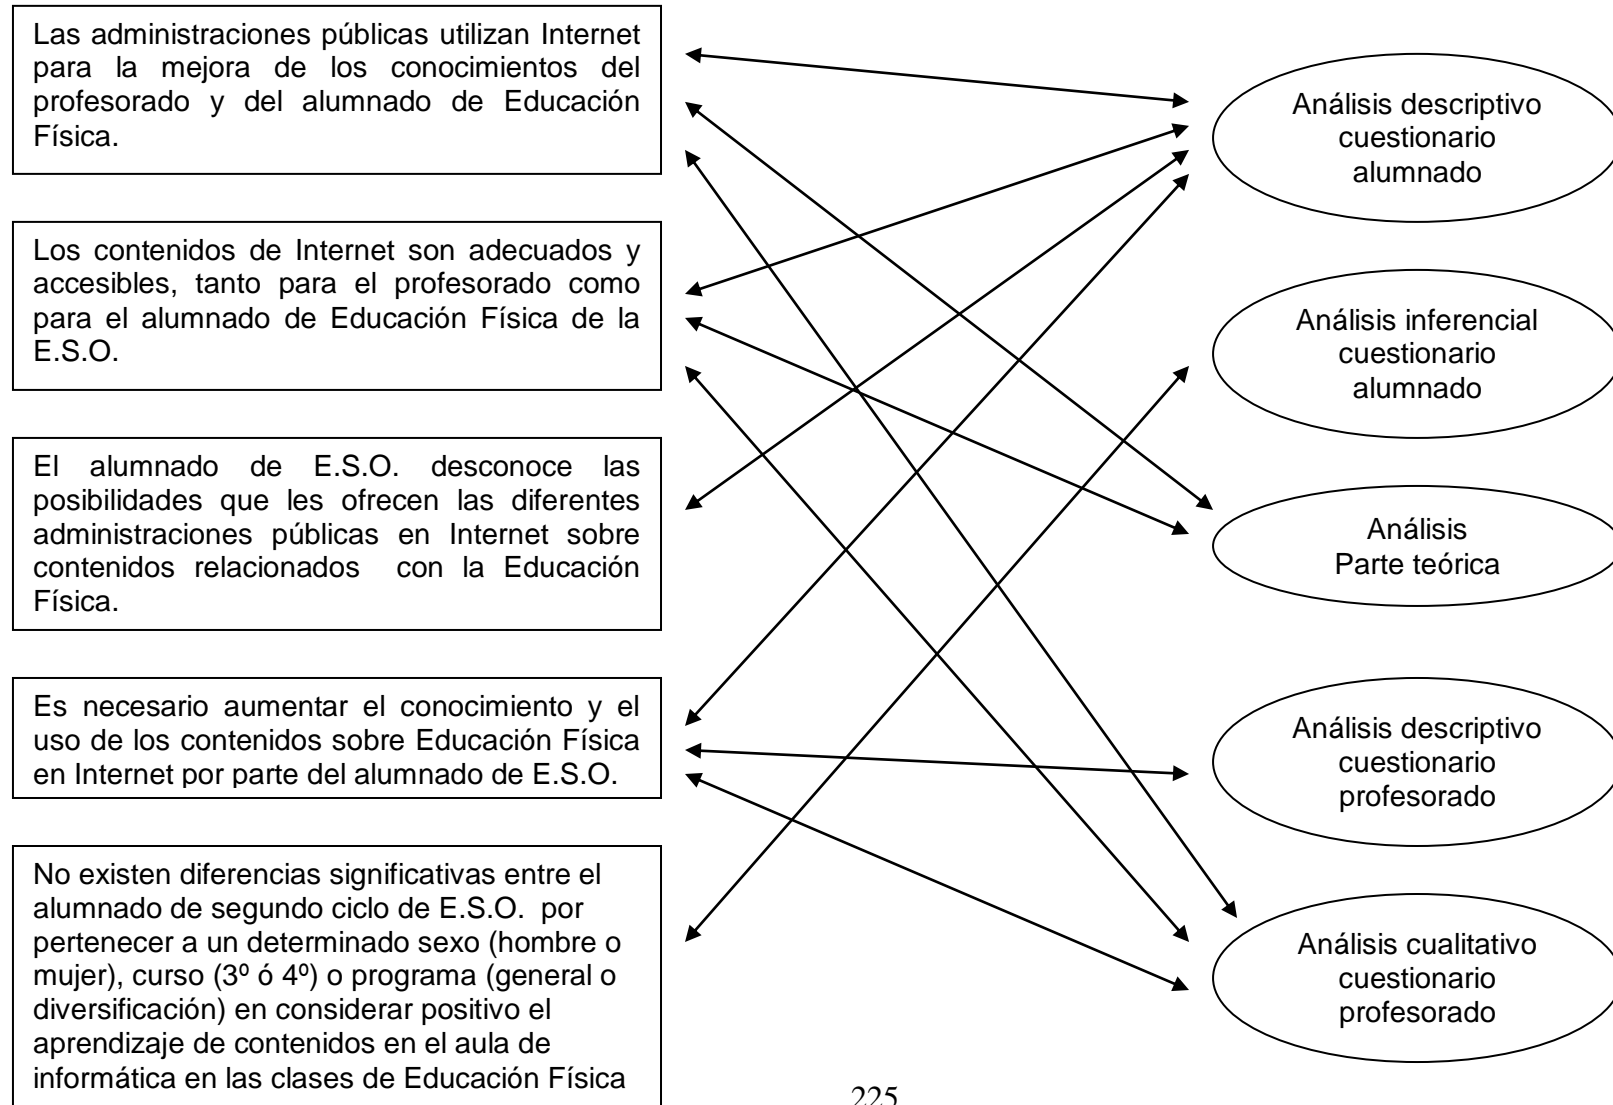 Las administraciones públicas utilizan Internet
para la mejora de los conocimientos del
profesorado y del alumnado de Educación
Física.
Los contenidos de Internet son adecuados y
accesibles, tanto para el profesorado como
para el alumnado de Educación Física de la
E.S.O.
El alumnado de E.S.O. desconoce las
posibilidades que les ofrecen las diferentes
administraciones públicas en Internet sobre
contenidos relacionados con la Educación
Física.
Es necesario aumentar el conocimiento y el
uso de los contenidos sobre Educación Física
en Internet por parte del alumnado de E.S.O.
No existen diferencias significativas entre el
alumnado de segundo ciclo de E.S.O. por
pertenecer a un determinado sexo (hombre o
mujer), curso (3º ó 4º) o programa (general o
diversificación) en considerar positivo el
aprendizaje de contenidos en el aula de
informática en las clases de Educación Física
Análisis descriptivo
cuestionario
alumnado
Análisis inferencial
cuestionario
alumnado
Análisis
Parte teórica
Análisis descriptivo
cuestionario
profesorado
Análisis cualitativo
cuestionario
profesorado
225